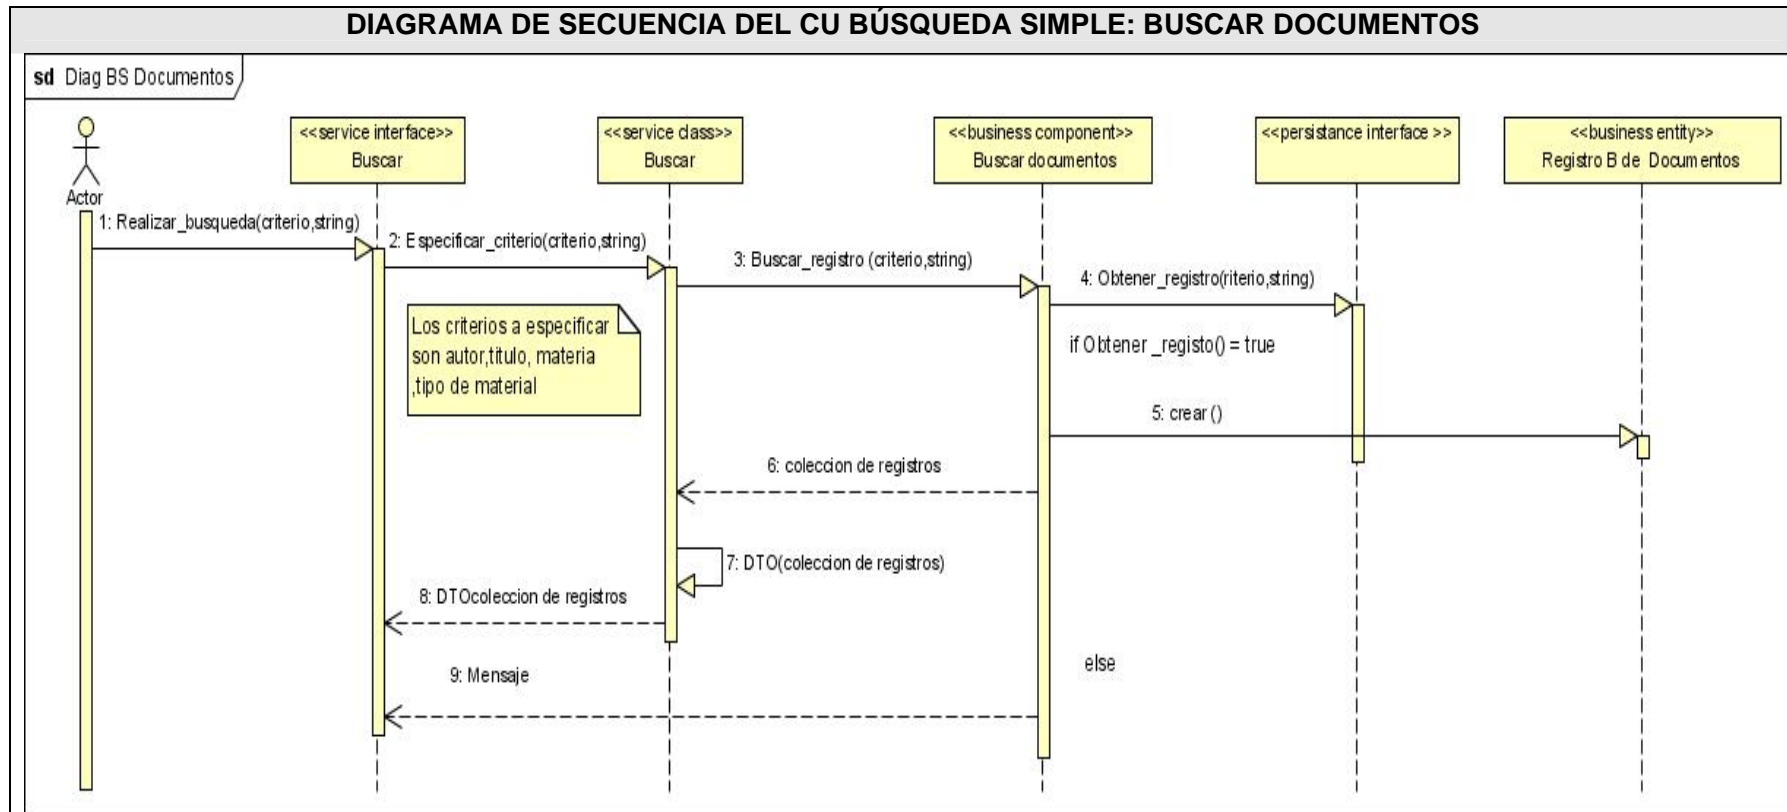 DIAGRAMA DE SECUENCIA DEL CU BÚSQUEDA SIMPLE: BUSCAR DOCUMENTOS
sd Diag BS Documentos
Actor
<<service interface>>
Buscar
<<service class>>
Buscar
<<business component>>
Buscar documentos
<<persistance interface >>
<<business entity>>
Registro B de Documentos
1: Realizar_busqueda(criterio,string)
2: Especificar_criterio(criterio,string)
3: Buscar_registro (criterio,string)
4: Obtener_registro(riterio,string)
Los criterios a especificar
son autor,titulo, materia
,tipo de material
if Obtener _registo() = true
5: crear ()
6: coleccion de registros
7: DTO(coleccion de registros)
8: DTOcoleccion de registros
else
9: Mensaje